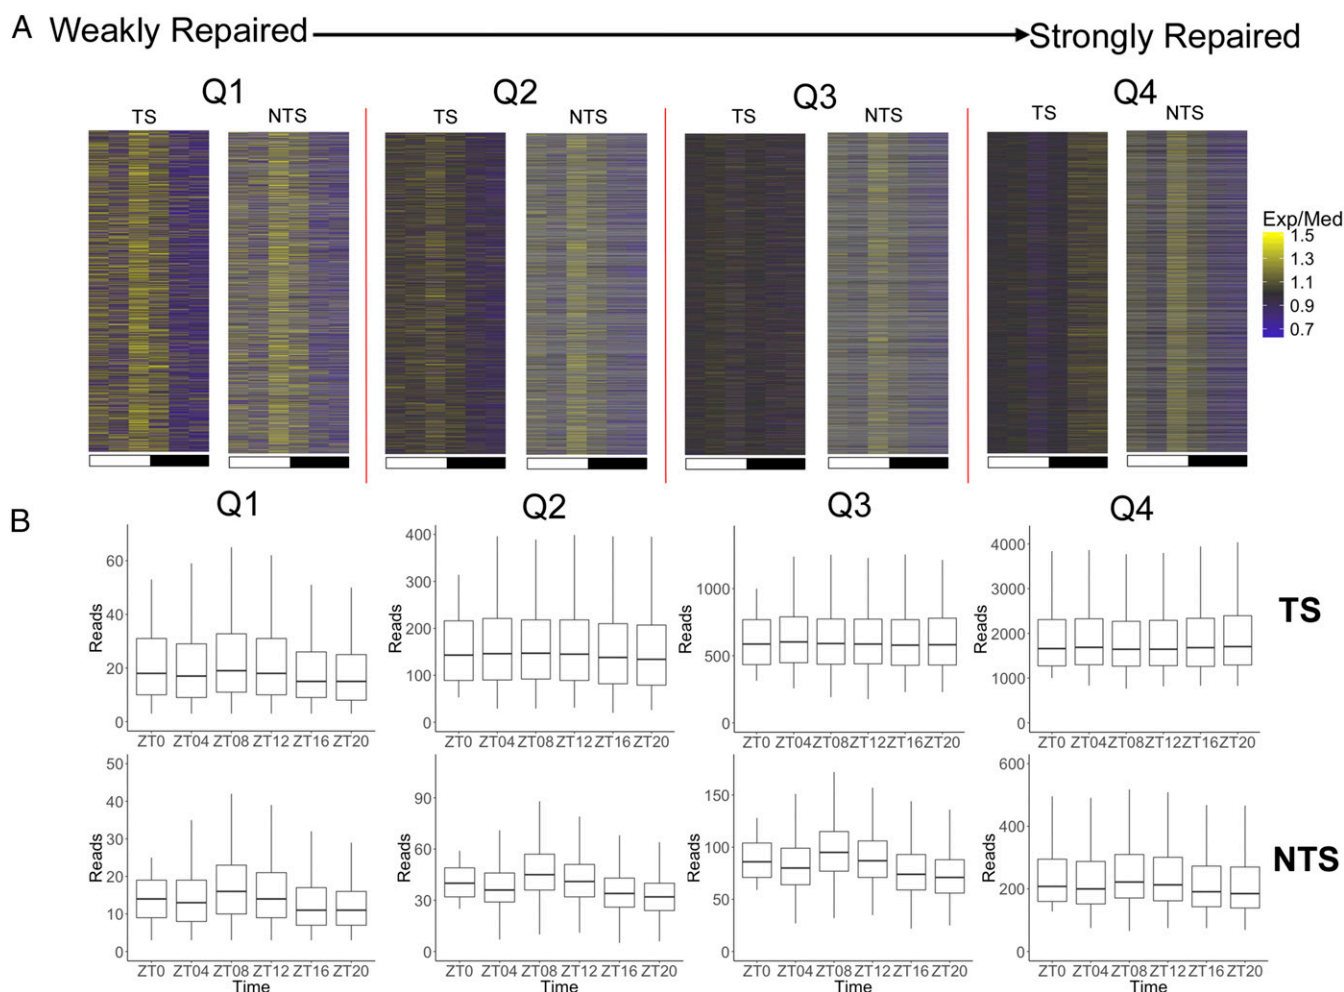 A Weakly Repaired Strongly Repaired
Q1 Q2 Q3 Q4
TS NTS TS NTS TS NTS TS NTS
Exp/Med
1.5
1.3
1.1
0.9
0.7
B Q1 Q2 Q3 Q4
Reads
60
40
20
0
ZT0 ZT04 ZT08 ZT12 ZT16 ZT20
Reads
400
300
200
100
0
ZT0 ZT04 ZT08 ZT12 ZT16 ZT20
Reads
1000
500
0
ZT0 ZT04 ZT08 ZT12 ZT16 ZT20
Reads
4000
3000
2000
1000
0
ZT0 ZT04 ZT08 ZT12 ZT16 ZT20
TS
Reads
50
40
30
20
10
0
ZT0 ZT04 ZT08 ZT12 ZT16 ZT20
Time
Reads
90
60
30
0
ZT0 ZT04 ZT08 ZT12 ZT16 ZT20
Time
Reads
150
100
50
0
ZT0 ZT04 ZT08 ZT12 ZT16 ZT20
Time
Reads
600
400
200
0
ZT0 ZT04 ZT08 ZT12 ZT16 ZT20
Time
NTS